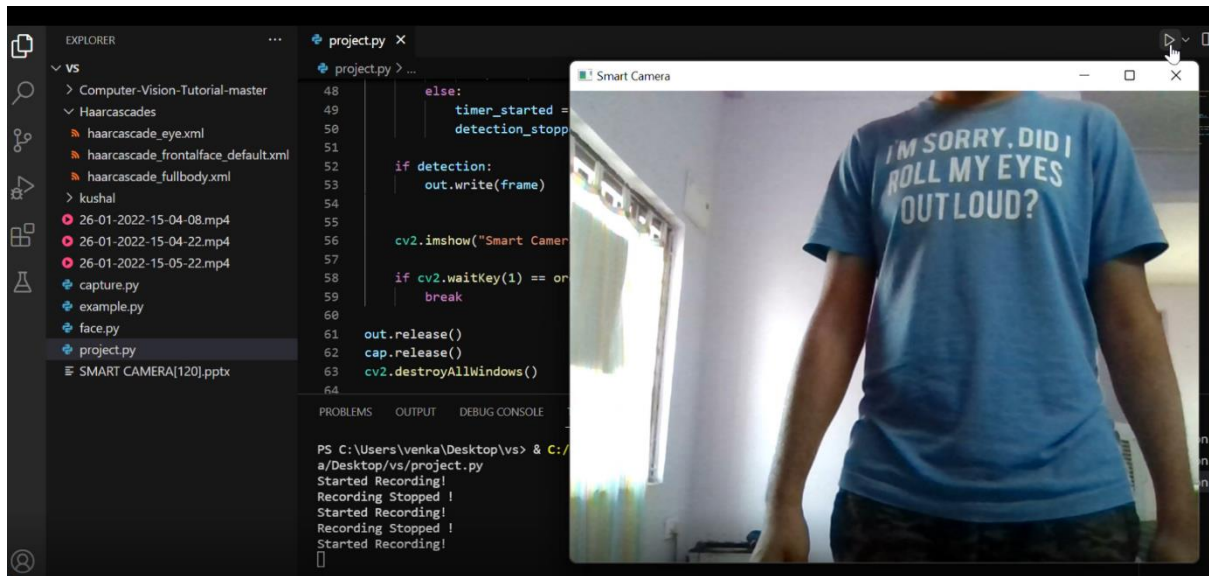 EXPLORER ...
VS
Computer-Vision-Tutorial-master
Haarcascades
haarcascade_eye.xml
haarcascade_frontalface_default.xml
haarcascade_fullbody.xml
kushal
26-01-2022-15-04-08.mp4
26-01-2022-15-04-22.mp4
26-01-2022-15-05-22.mp4
capture.py
example.py
face.py
project.py
SMART CAMERA[120].pptx
project.py
project.py > ...
48 else:
49 timer_started =
50 detection_stopp
51
52 if detection:
53 out.write(frame)
54
55
56 cv2.imshow("Smart Camer
57
58 if cv2.waitKey(1) == or
59 break
60
61 out.release()
62 cap.release()
63 cv2.destroyAllWindows()
64
PROBLEMS OUTPUT DEBUG CONSOLE
PS C:\Users\venka\Desktop\vs> & C:/
a/Desktop/vs/project.py
Started Recording!
Recording Stopped !
Started Recording!
Recording Stopped !
Started Recording!
Smart Camera
I'M SORRY, DID I
ROLL MY EYES
OUT LOUD?